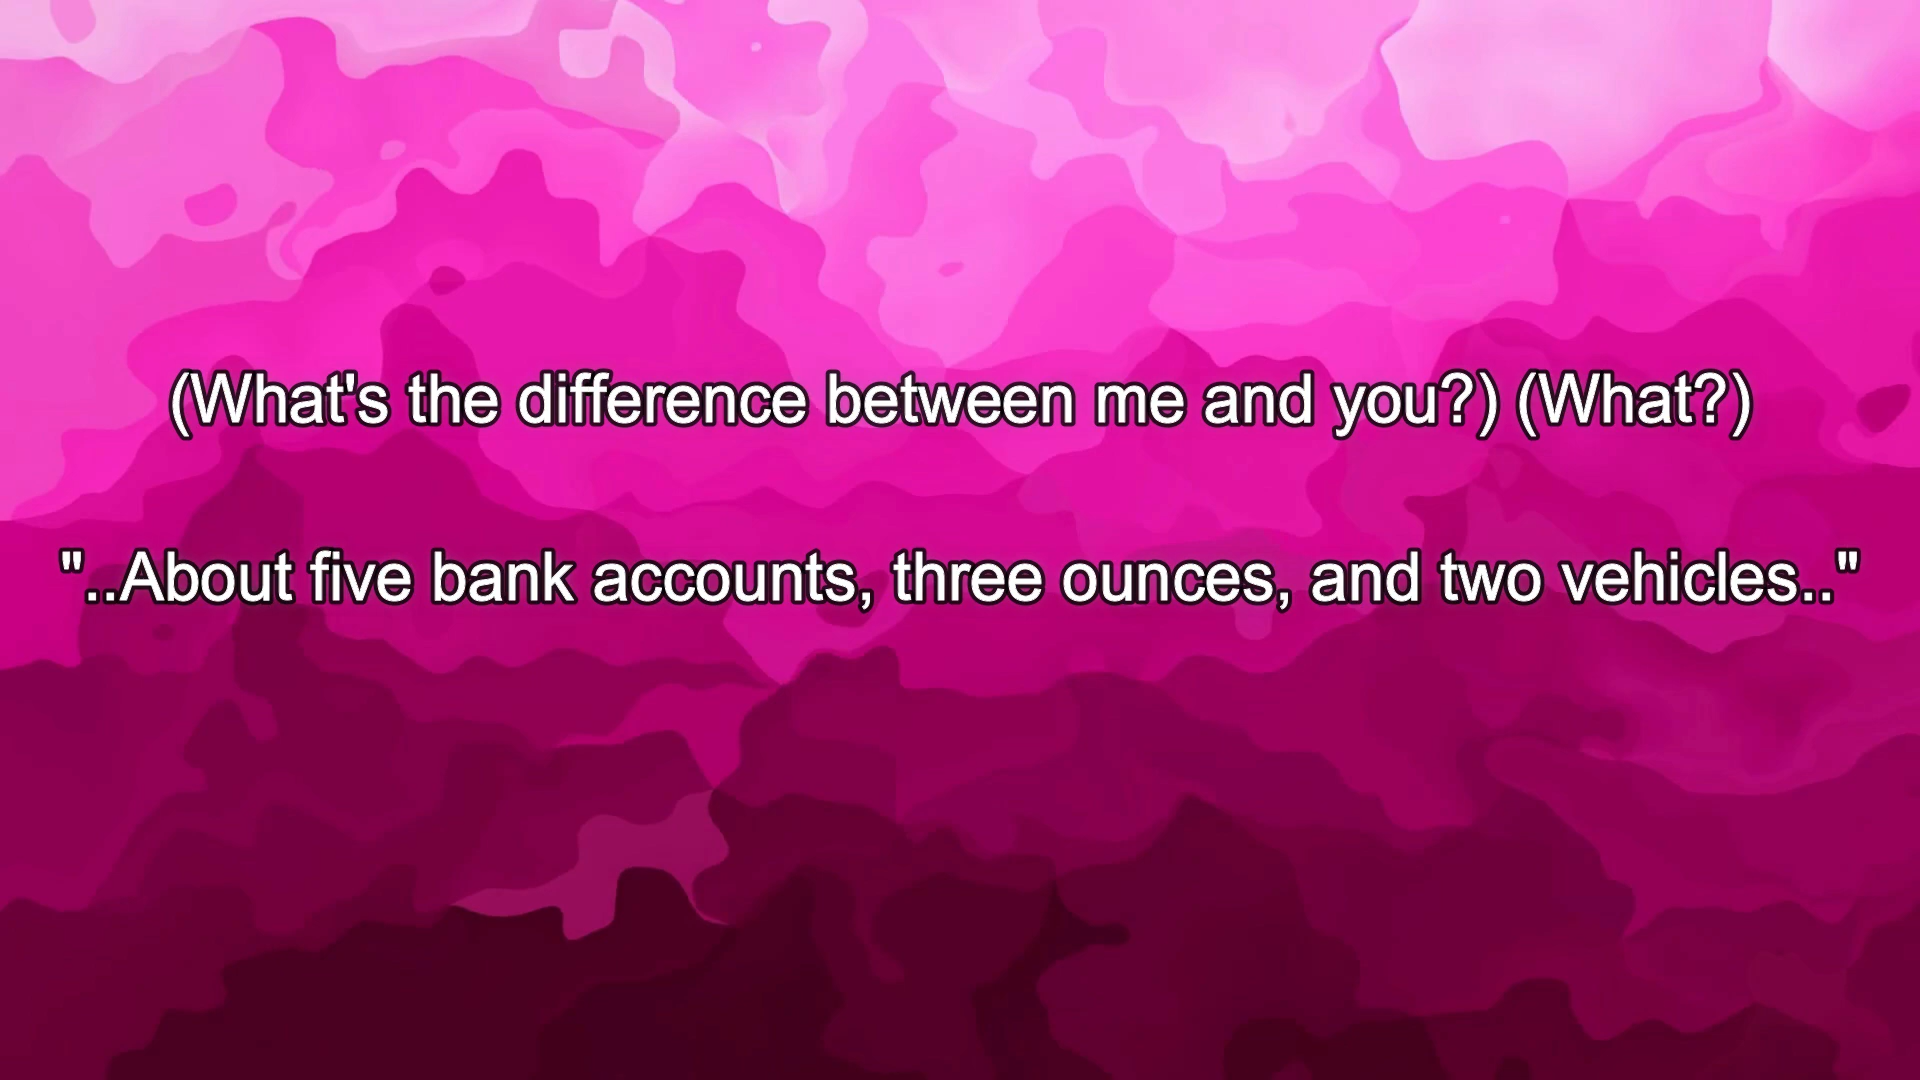 (What's the difference between me and you?) (What?)
"..About five bank accounts, three ounces, and two vehicles.."